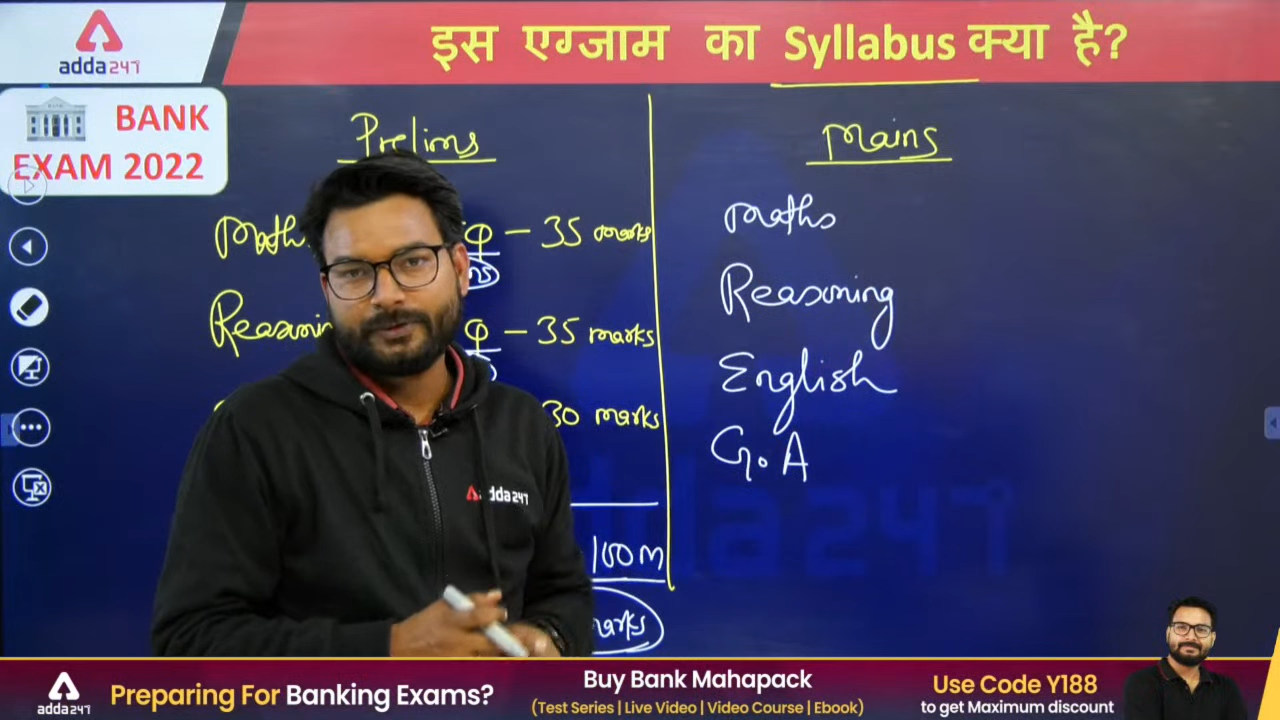 इस एग्जाम का Syllabus क्या है?
adda247
BANK
EXAM 2022
Prelims
Mains
φ – 35 marks
φ – 35 marks
30 marks
100m
Maths
Reasoning
English
G.A
adda247
adda247
adda247
Preparing For Banking Exams?
Buy Bank Mahapack
(Test Series | Live Video | Video Course | Ebook)
Use Code Y188
to get Maximum discount